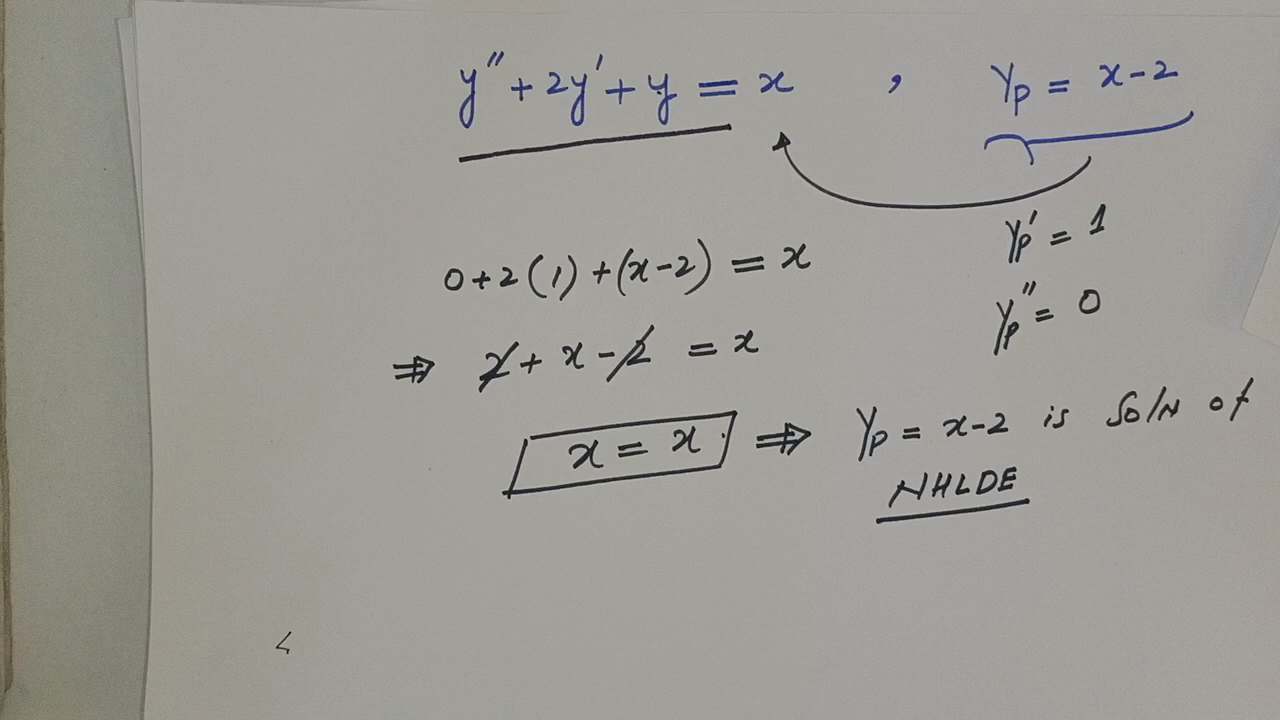 y'' + 2y' + y = x , Yp = x-2
Yp' = 1
0+2(1)+(x-2) = x
Yp'' = 0
⇒ 2 + x - 2 = x
x = x. ⇒ Yp = x-2 is Soln of
NHLDE